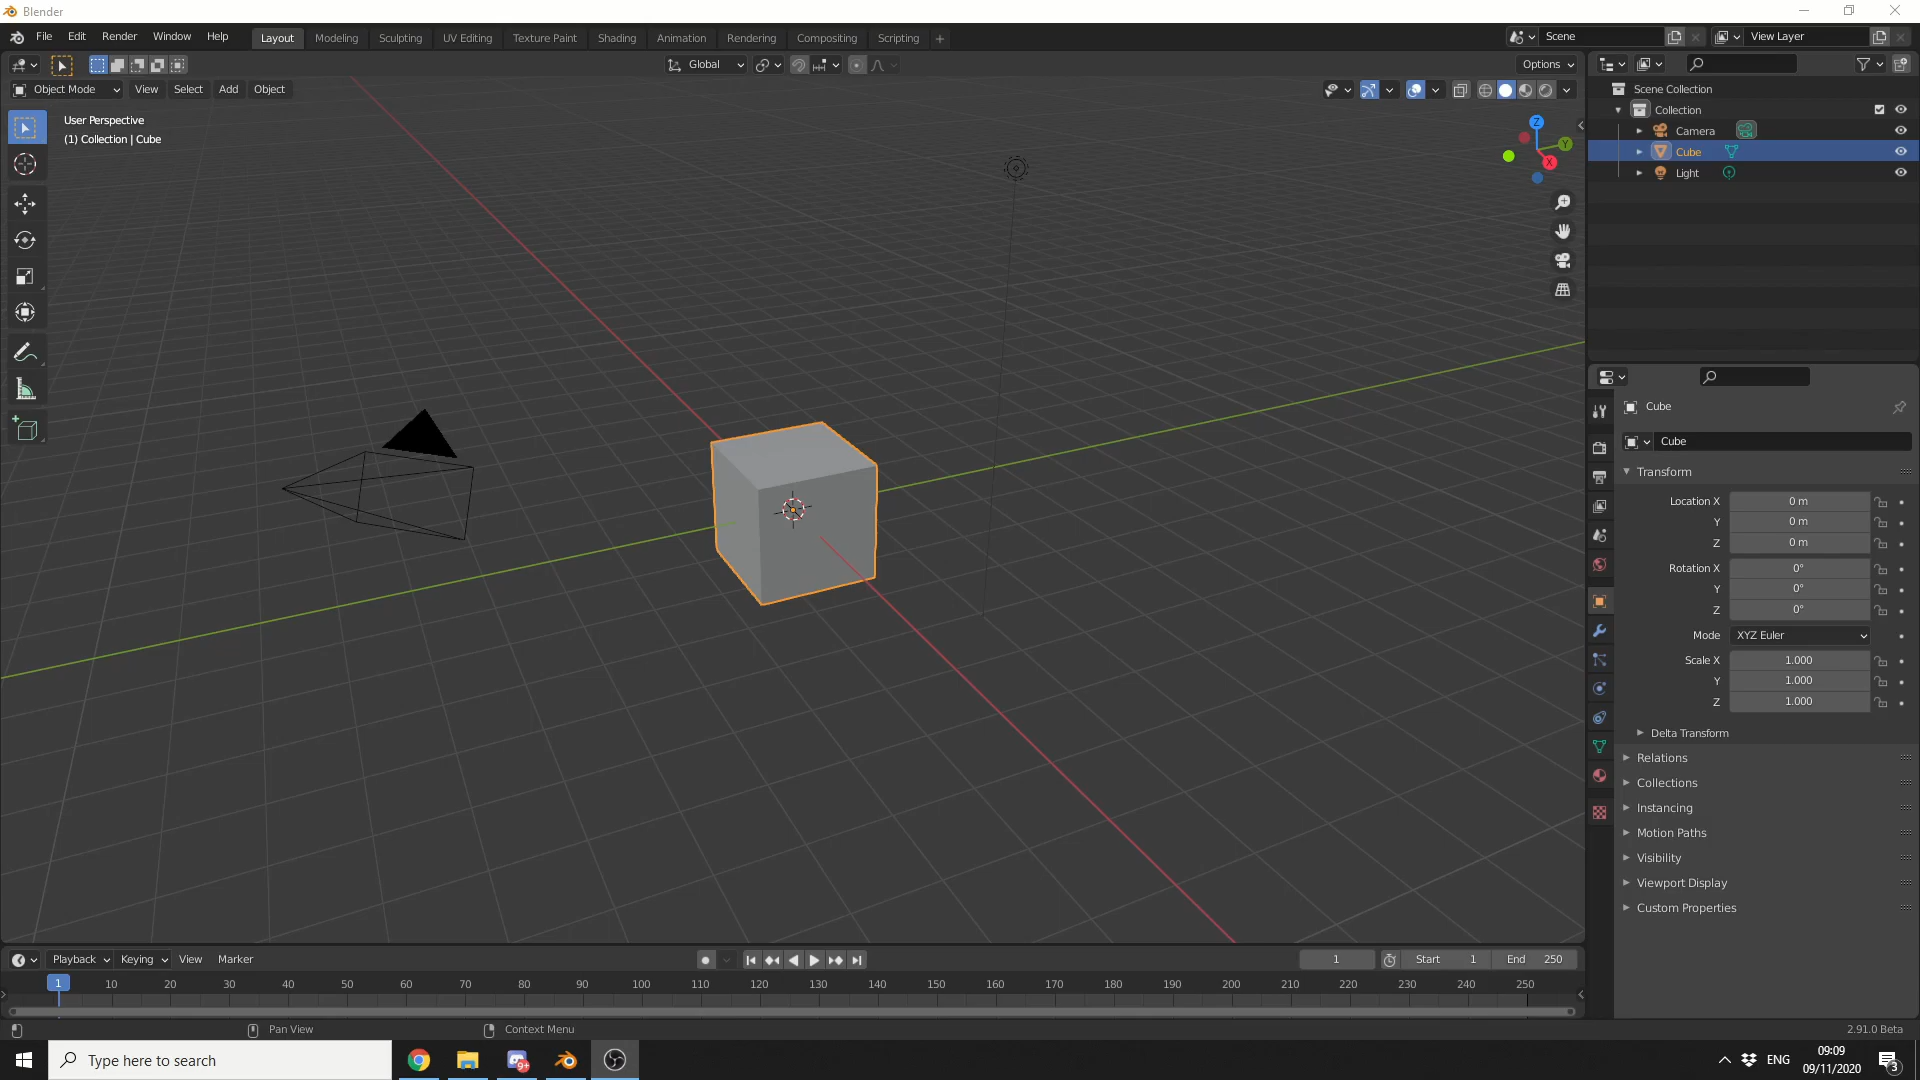 Blender
File Edit Render Window Help Layout Modeling Sculpting UV Editing Texture Paint Shading Animation Rendering Compositing Scripting + Scene View Layer
Global Options
Object Mode View Select Add Object
User Perspective
(1) Collection | Cube
Z
Y
X
Scene Collection
Collection
Camera
Cube
Light
Cube
Cube
Transform
Location X 0 m
Y 0 m
Z 0 m
Rotation X 0°
Y 0°
Z 0°
Mode XYZ Euler
Scale X 1.000
Y 1.000
Z 1.000
Delta Transform
Relations
Collections
Instancing
Motion Paths
Visibility
Viewport Display
Custom Properties
Playback Keying View Marker 1 Start 1 End 250
1 10 20 30 40 50 60 70 80 90 100 110 120 130 140 150 160 170 180 190 200 210 220 230 240 250
Pan View Context Menu 2.91.0 Beta
Type here to search 9+ ENG 09:09
09/11/2020 3